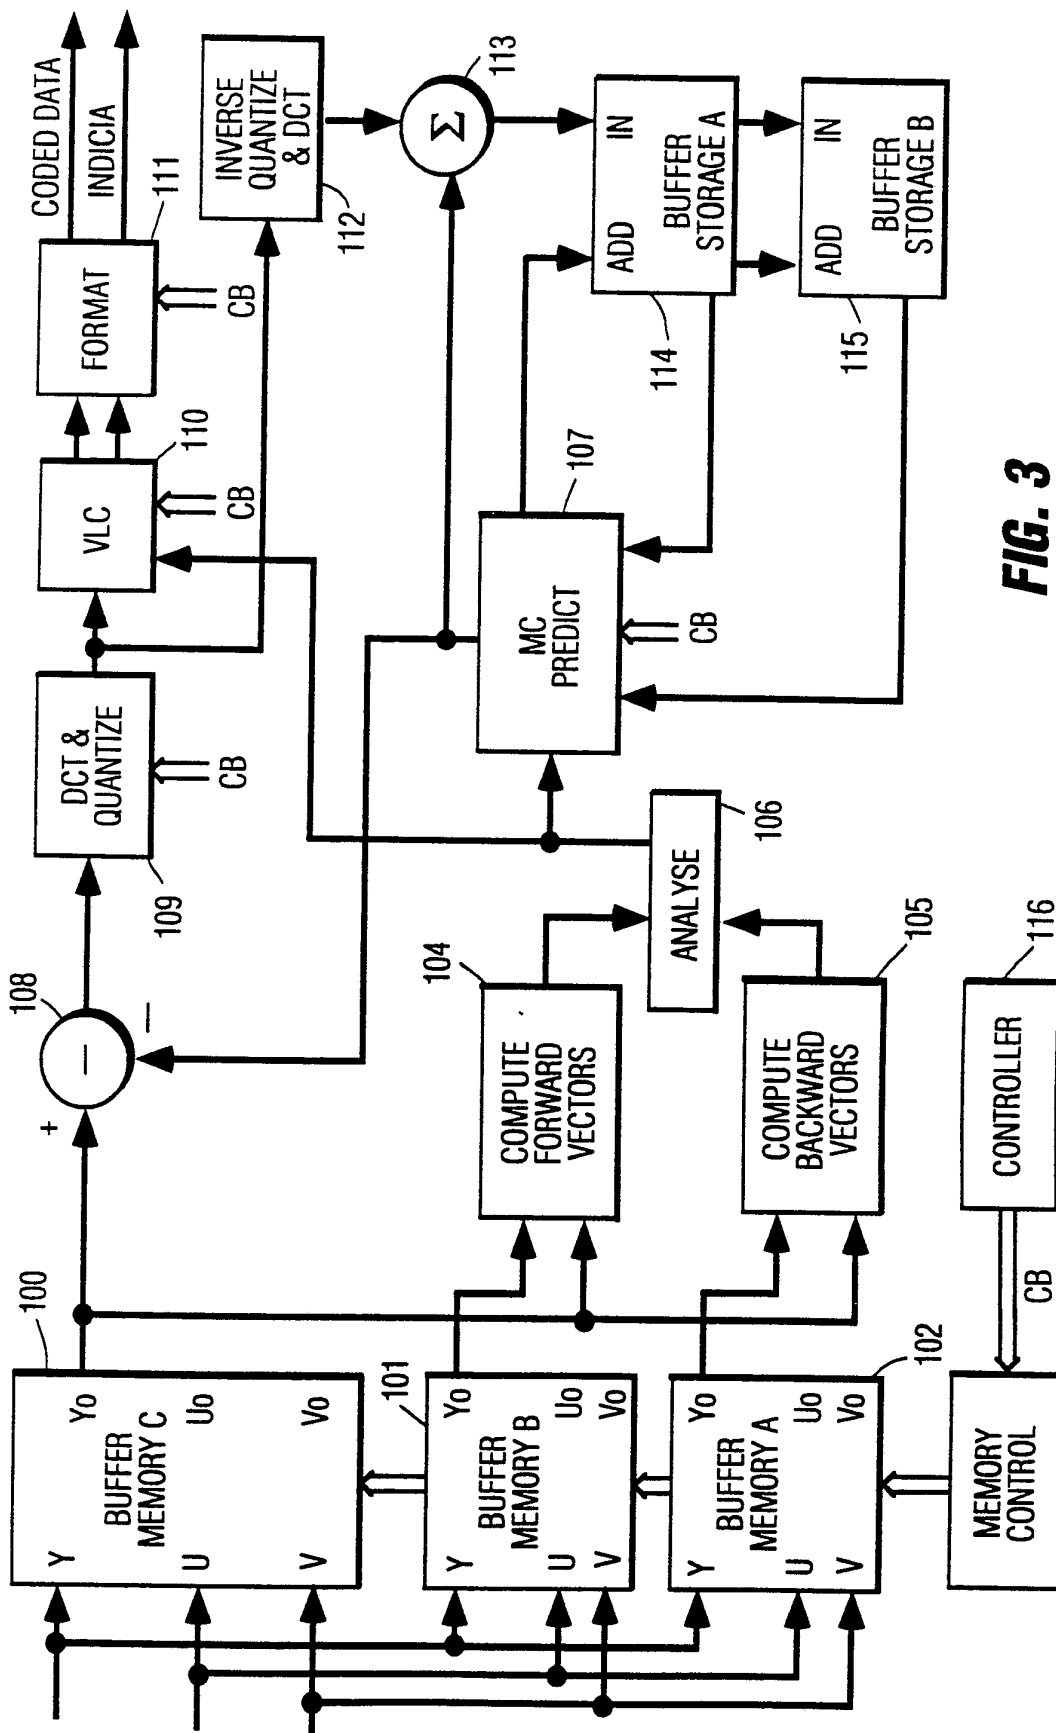 Y
U
V
BUFFER
MEMORY C
Yo
Uo
Vo
100
Y
U
V
BUFFER
MEMORY B
Yo
Uo
Vo
101
Y
U
V
BUFFER
MEMORY A
Yo
Uo
Vo
102
MEMORY
CONTROL
CB
CONTROLLER
116
COMPUTE
FORWARD
VECTORS
104
COMPUTE
BACKWARD
VECTORS
105
ANALYSE
106
+
−
−
108
DCT &
QUANTIZE
109
CB
VLC
110
CB
FORMAT
111
CB
CODED DATA
INDICIA
INVERSE
QUANTIZE
& DCT
112
Σ
113
MC
PREDICT
107
CB
ADD
IN
BUFFER
STORAGE A
114
ADD
IN
BUFFER
STORAGE B
115
FIG. 3